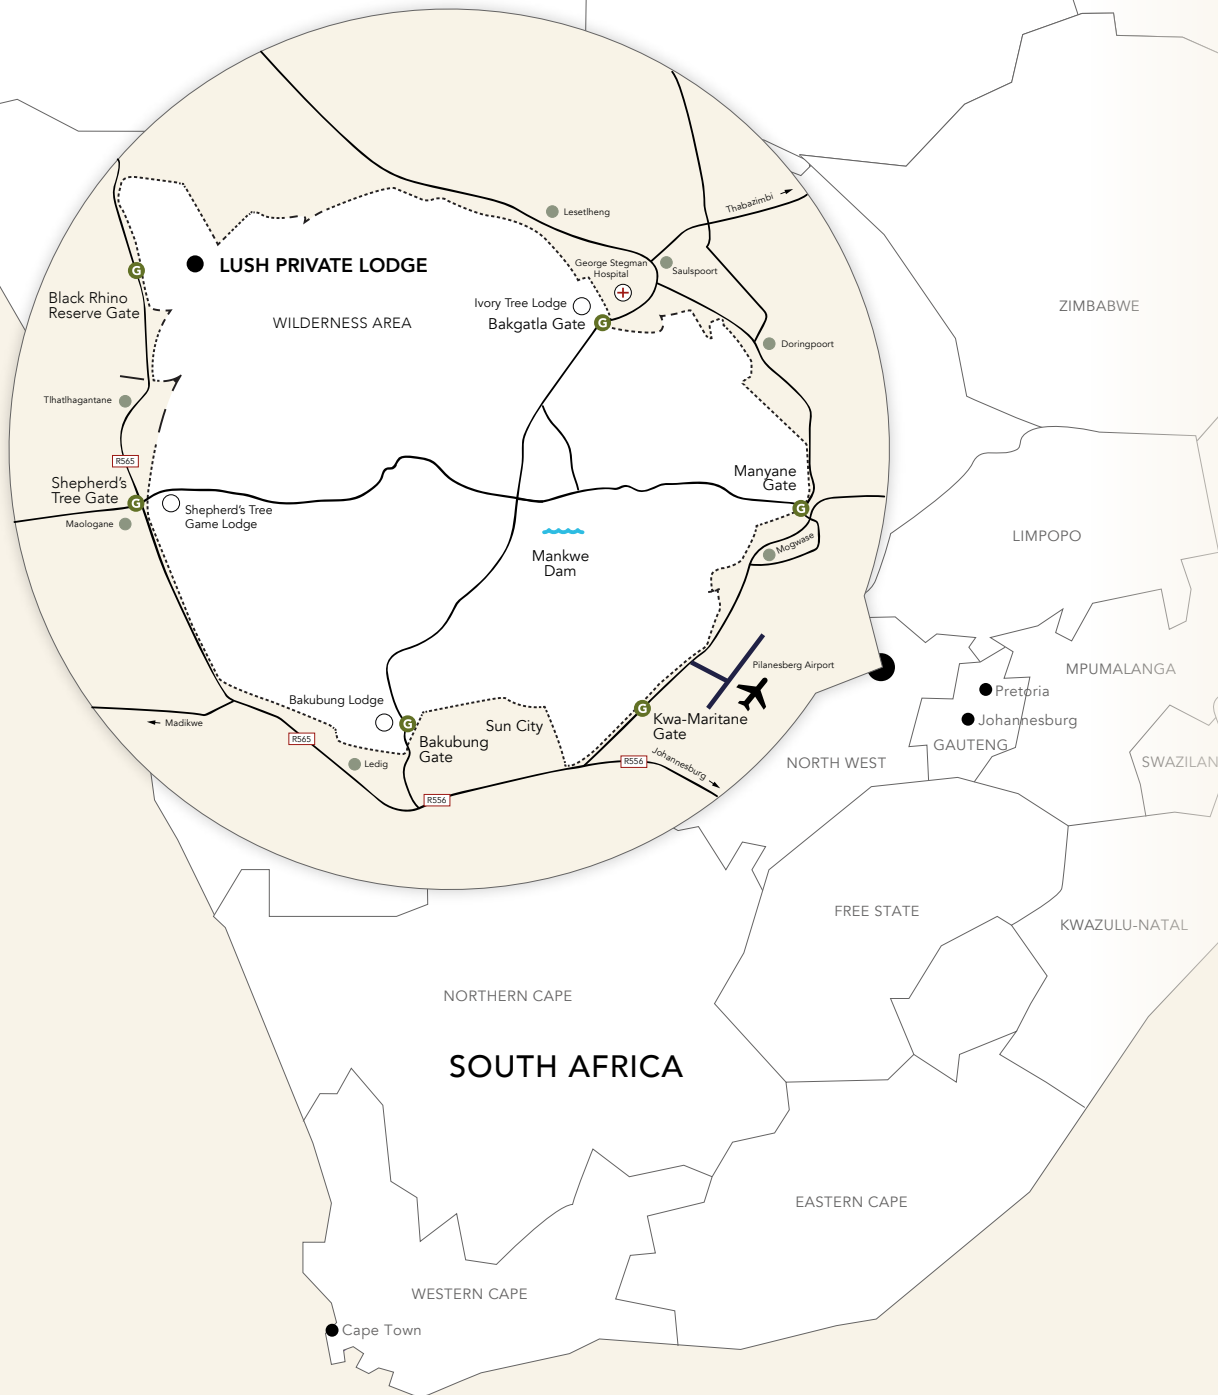 Lesetlheng
Thabazimbi
George Stegman
Hospital
Saulspoort
LUSH PRIVATE LODGE
Black Rhino
Reserve Gate
WILDERNESS AREA
Ivory Tree Lodge
Bakgatla Gate
G
G
Doringpoort
ZIMBABWE
Tlhatlhagantane
R565
Manyane
Gate
Shepherd's
Tree Gate
G
G
Shepherd's Tree
Game Lodge
Maologane
Mogwase
Mankwe
Dam
LIMPOPO
Pilanesberg Airport
MPUMALANGA
Pretoria
Johannesburg
GAUTENG
NORTH WEST
SWAZILAN
Bakubung Lodge
G
G
Madikwe
R565
Bakubung
Gate
Sun City
Kwa-Maritane
Gate
Ledig
R556
R556
Johannesburg
FREE STATE
KWAZULU-NATAL
NORTHERN CAPE
SOUTH AFRICA
EASTERN CAPE
WESTERN CAPE
Cape Town